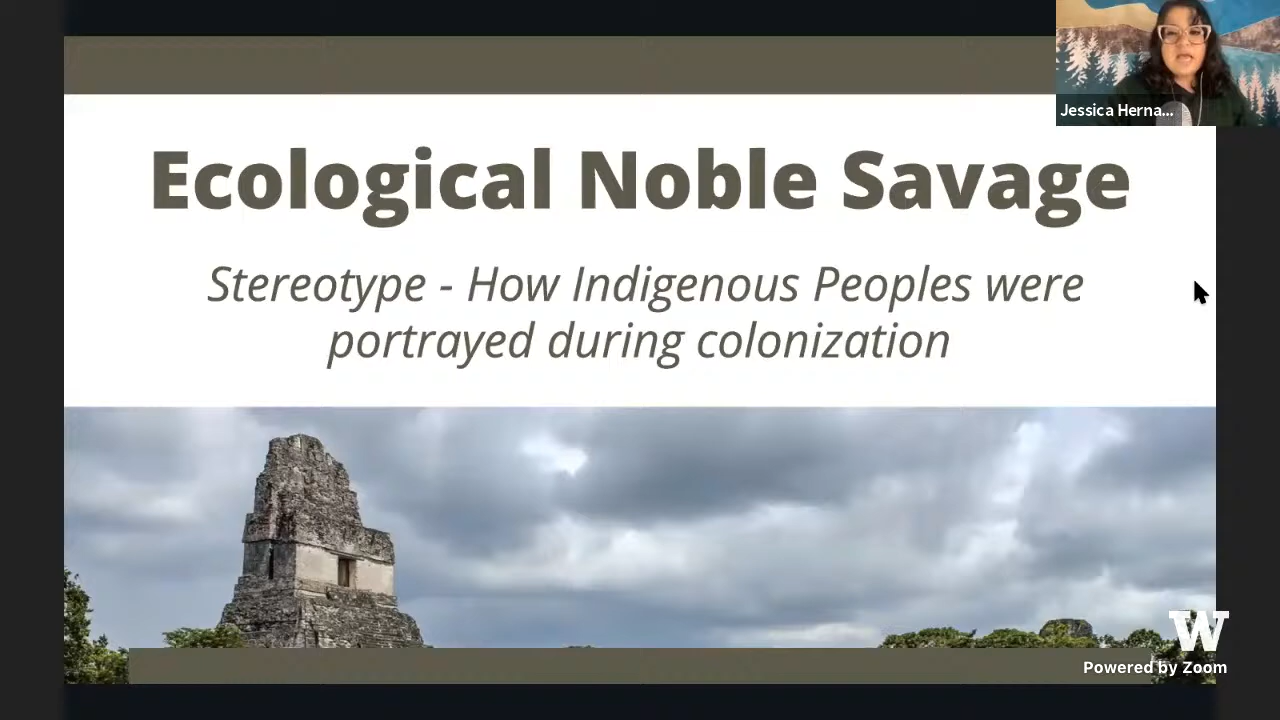 Jessica Herna...
Ecological Noble Savage
Stereotype - How Indigenous Peoples were
portrayed during colonization
W
Powered by Zoom